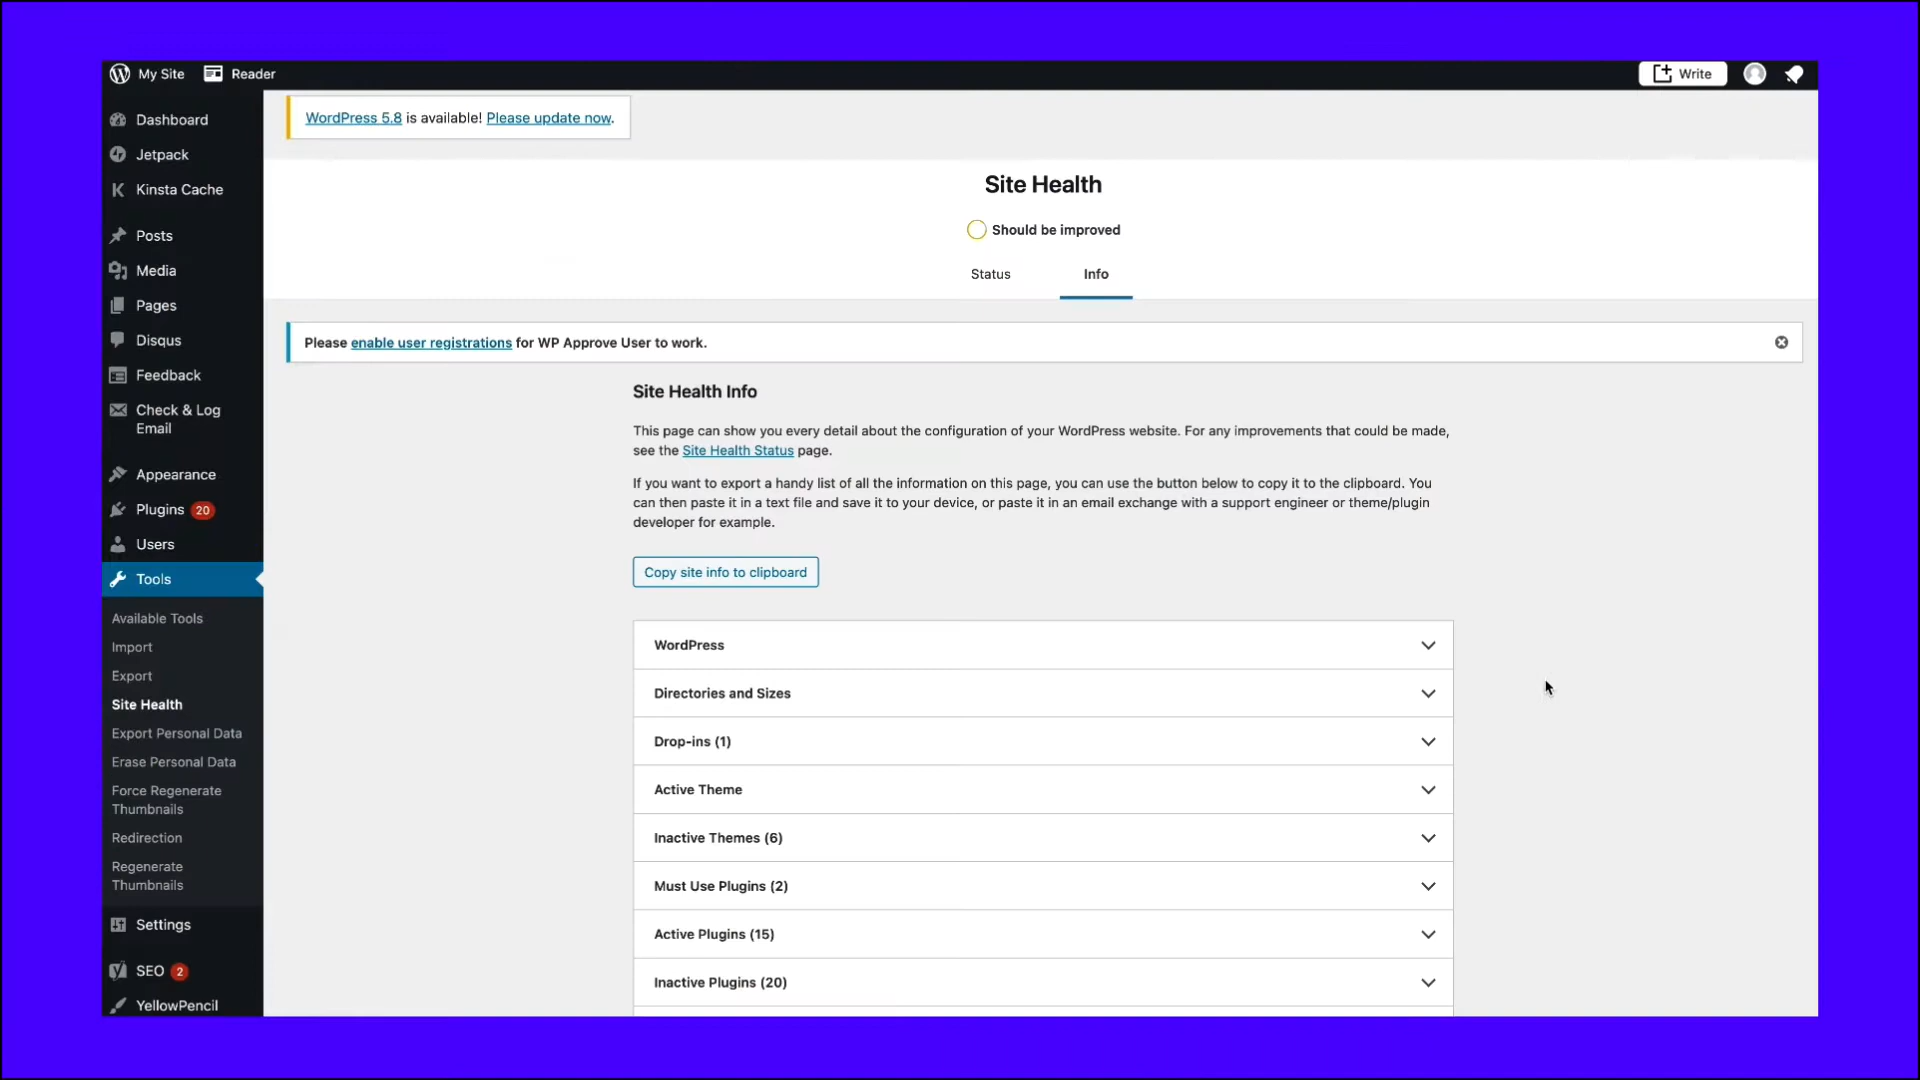 My Site
Reader
Write
Dashboard
Jetpack
Kinsta Cache
Posts
Media
Pages
Disqus
Feedback
Check & Log
Email
Appearance
Plugins 20
Users
Tools
Available Tools
Import
Export
Site Health
Export Personal Data
Erase Personal Data
Force Regenerate
Thumbnails
Redirection
Regenerate
Thumbnails
Settings
SEO 2
YellowPencil
WordPress 5.8 is available! Please update now.
Site Health
Should be improved
Status
Info
Please enable user registrations for WP Approve User to work.
Site Health Info
This page can show you every detail about the configuration of your WordPress website. For any improvements that could be made,
see the Site Health Status page.
If you want to export a handy list of all the information on this page, you can use the button below to copy it to the clipboard. You
can then paste it in a text file and save it to your device, or paste it in an email exchange with a support engineer or theme/plugin
developer for example.
Copy site info to clipboard
WordPress
Directories and Sizes
Drop-ins (1)
Active Theme
Inactive Themes (6)
Must Use Plugins (2)
Active Plugins (15)
Inactive Plugins (20)